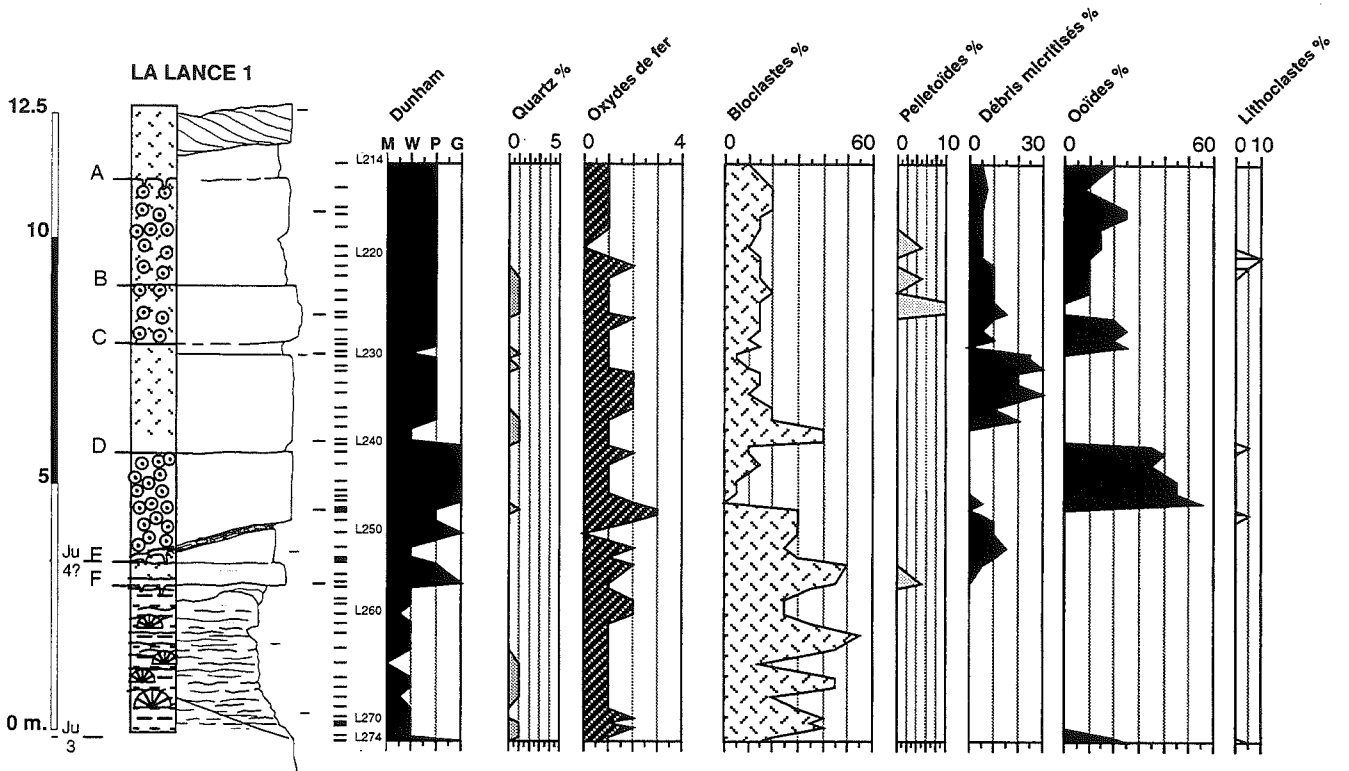 LA LANCE 1
Dunham
Quartz %
Oxydes de fer
Bioclastes %
Pelletoïdes %
Débris micritisés %
Ooïdes %
Lithoclastes %
12.5
M W P G
0 5
0 4
0 60
0 10
0 30
0 60
0 10
L214
A
10
L220
B
C
L230
D
L240
5
L250
Ju
4?
E
F
L260
0 m.
Ju
3
L270
L274